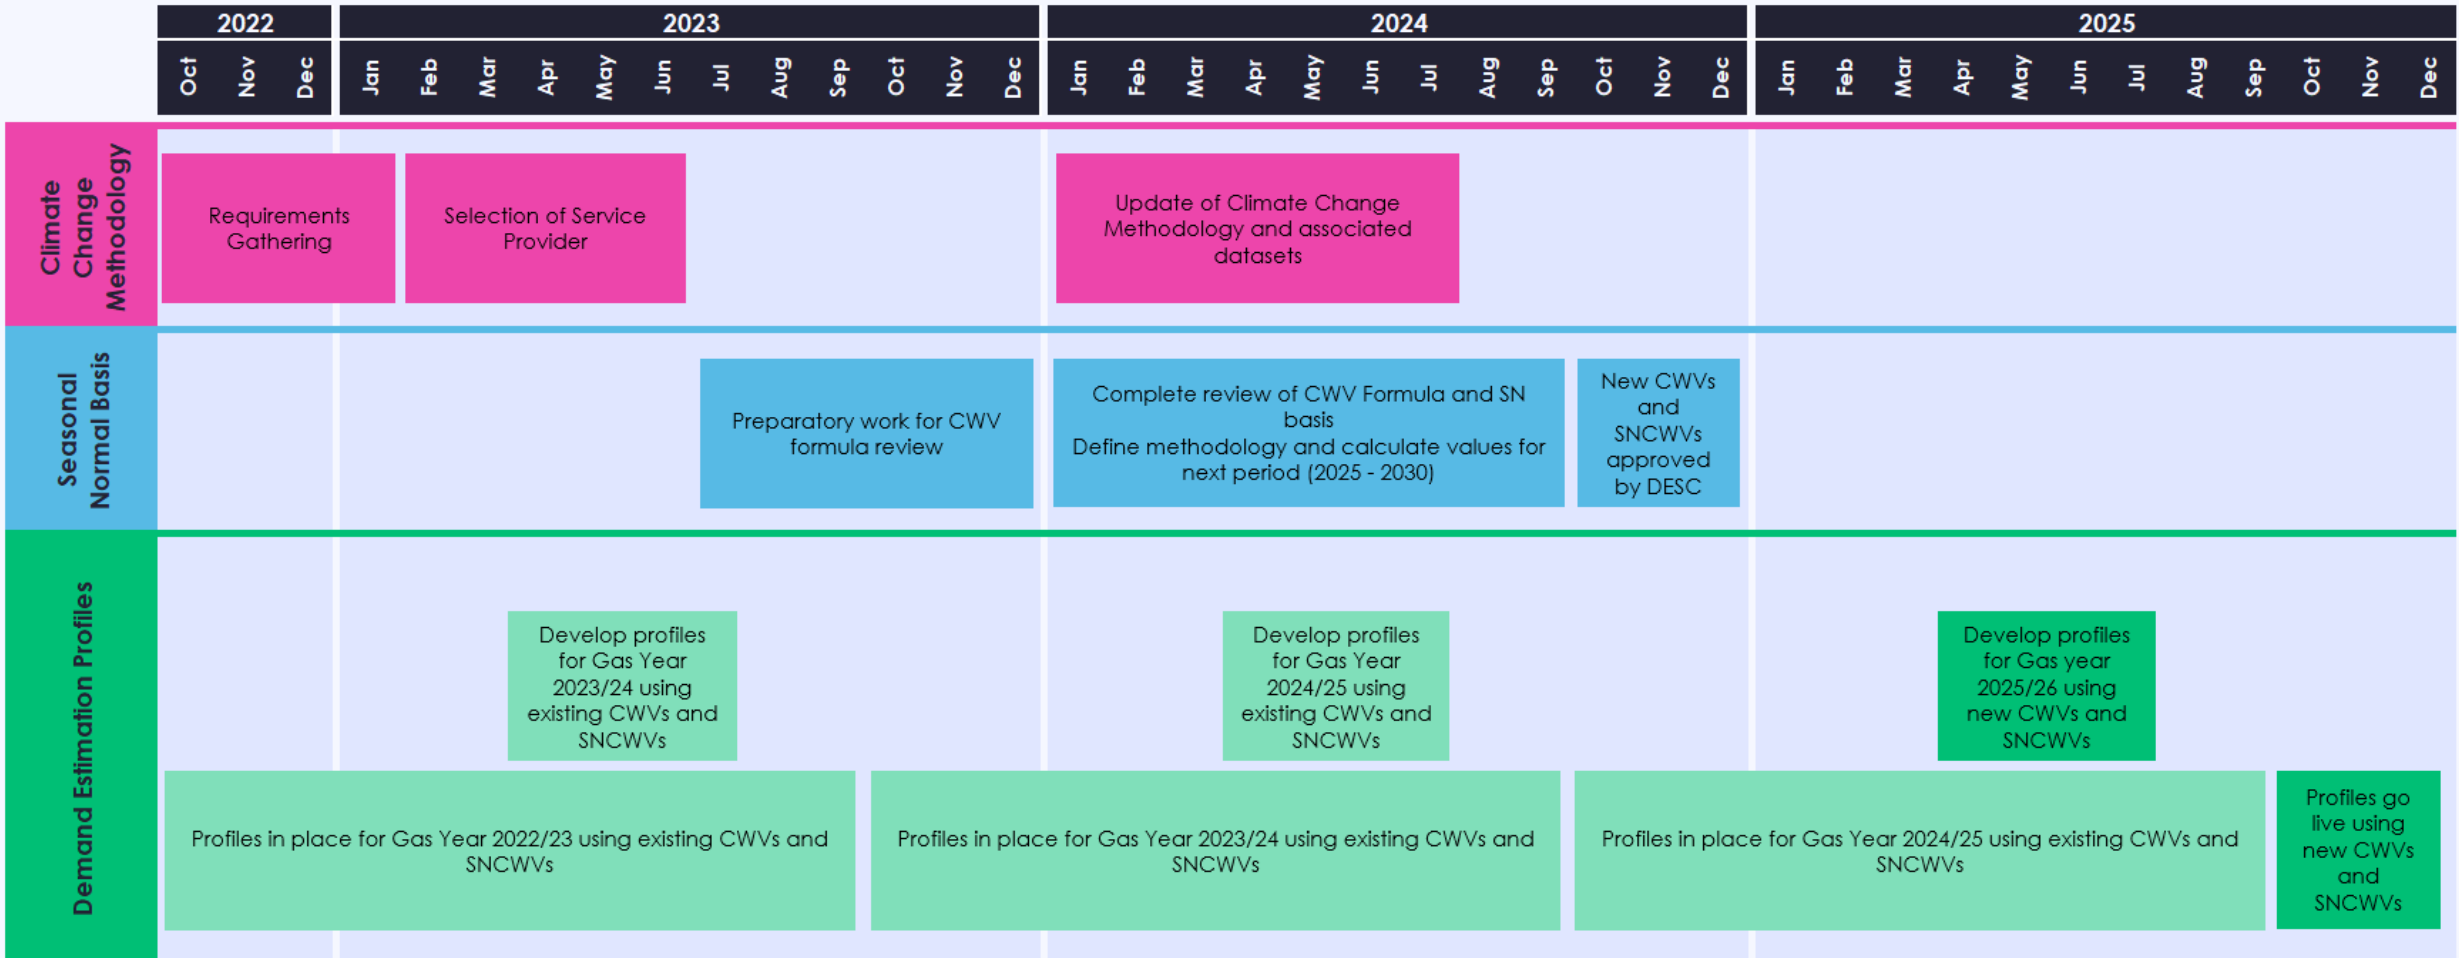 2022
2023
2024
2025
Oct
Nov
Dec
Jan
Feb
Mar
Apr
May
Jun
Jul
Aug
Sep
Oct
Nov
Dec
Jan
Feb
Mar
Apr
May
Jun
Jul
Aug
Sep
Oct
Nov
Dec
Jan
Feb
Mar
Apr
May
Jun
Jul
Aug
Sep
Oct
Nov
Dec
Climate
Change
Methodology
Requirements
Gathering
Selection of Service
Provider
Update of Climate Change
Methodology and associated
datasets
Seasonal
Normal Basis
Preparatory work for CWV
formula review
Complete review of CWV Formula and SN
basis
Define methodology and calculate values for
next period (2025 - 2030)
New CWVs
and
SNCWVs
approved
by DESC
Demand Estimation Profiles
Develop profiles
for Gas Year
2023/24 using
existing CWVs and
SNCWVs
Develop profiles
for Gas Year
2024/25 using
existing CWVs and
SNCWVs
Develop profiles
for Gas year
2025/26 using
new CWVs and
SNCWVs
Profiles in place for Gas Year 2022/23 using existing CWVs and
SNCWVs
Profiles in place for Gas Year 2023/24 using existing CWVs and
SNCWVs
Profiles in place for Gas Year 2024/25 using existing CWVs and
SNCWVs
Profiles go
live using
new CWVs
and
SNCWVs